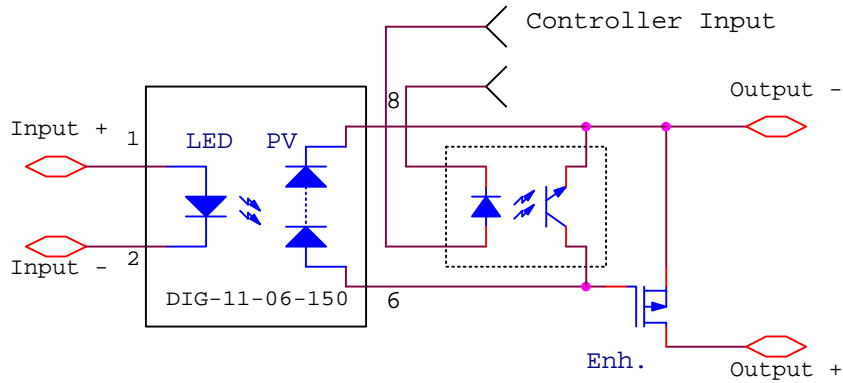 Controller Input
8
Output -
Input +
1
LED
PV
Input -
2
DIG-11-06-150
6
Enh.
Output +